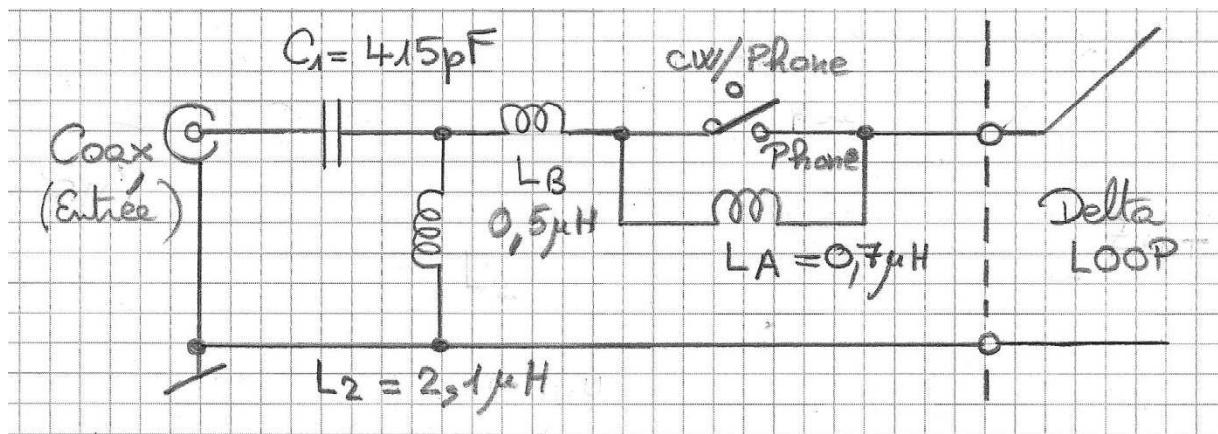 C1 = 415pF
CW/Phone
Coax
(Entrée)
Phone
LB
0,5µH
LA = 0,7µH
Delta
LOOP
L2 = 2,1µH